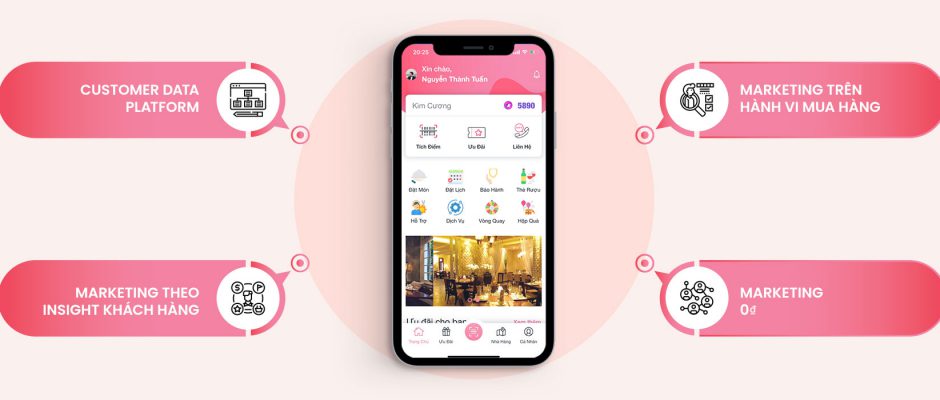 CUSTOMER DATA
PLATFORM
MARKETING THEO
INSIGHT KHÁCH HÀNG
20:25
Xin chào,
Nguyễn Thành Tuấn
Kim Cương
5890
Tích Điểm
Ưu Đãi
Liên Hệ
Đặt Món
Đặt Lịch
Bảo Hành
Thẻ Rượu
Hỗ Trợ
Dịch Vụ
Vòng Quay
Hộp Quà
Ưu đãi cho bạn
Xem thêm
Trang Chủ
Ưu Đãi
Nhà Hàng
Cá Nhân
MARKETING TRÊN
HÀNH VI MUA HÀNG
MARKETING
0₫